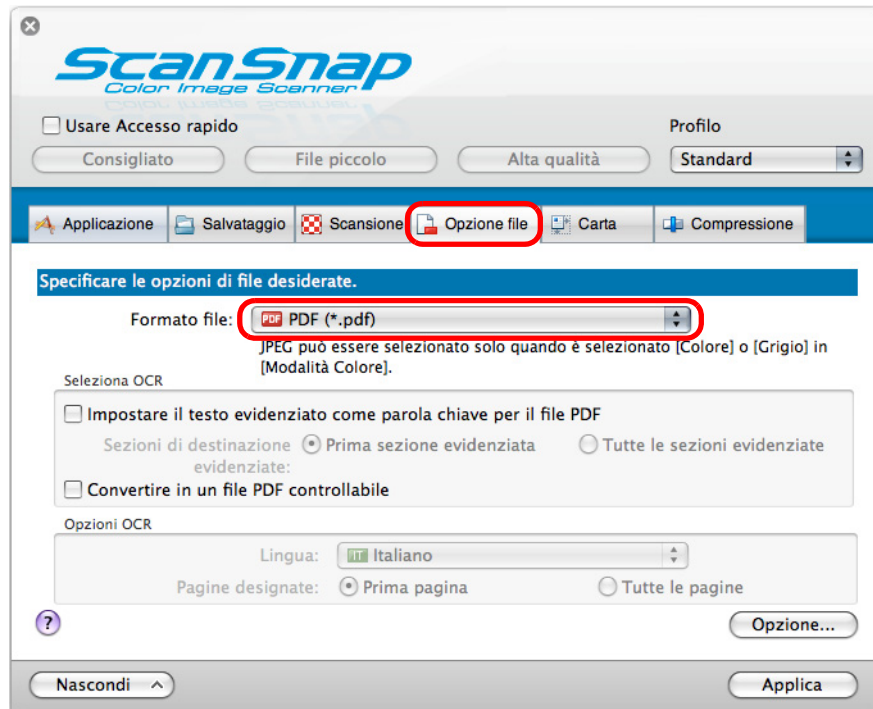 ScanSnap
Color Image Scanner
Usare Accesso rapido
Profilo
Consigliato File piccolo Alta qualità Standard
Applicazione Salvataggio Scansione Opzione file Carta Compressione
Specificare le opzioni di file desiderate.
Formato file: PDF PDF (*.pdf)
JPEG può essere selezionato solo quando è selezionato [Colore] o [Grigio] in
[Modalità Colore].
Seleziona OCR
Impostare il testo evidenziato come parola chiave per il file PDF
Sezioni di destinazione Prima sezione evidenziata Tutte le sezioni evidenziate
evidenziate:
Convertire in un file PDF controllabile
Opzioni OCR
Lingua: IT Italiano
Pagine designate: Prima pagina Tutte le pagine
? Opzione...
Nascondi Applica